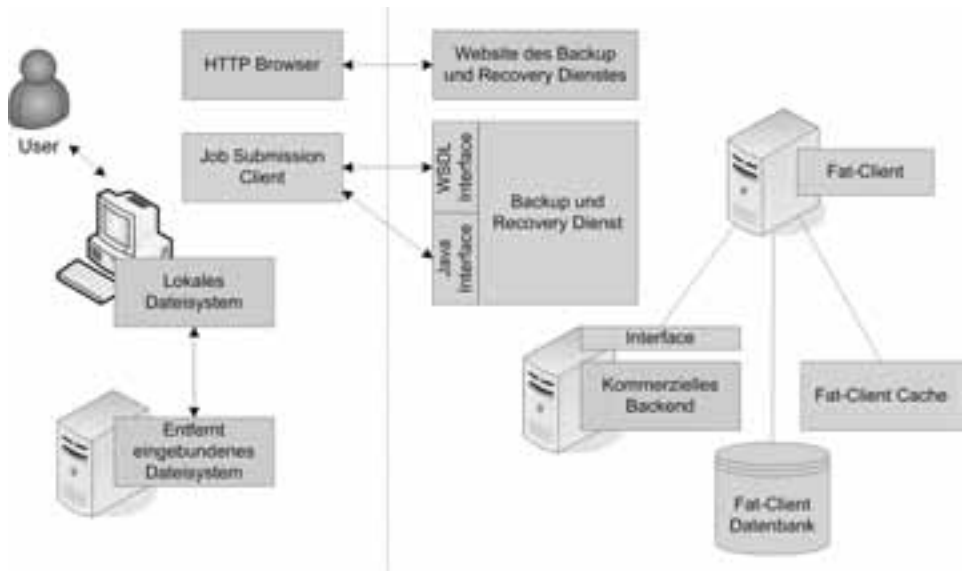 HTTP Browser
Website des Backup
und Recovery Dienstes
User
Job Submission
Client
WSDL
Interface
Java
Interface
Backup und
Recovery Dienst
Fat-Client
Lokales
Dateisystem
Interface
Kommerzielles
Backend
Fat-Client Cache
Entfernt
eingebundenes
Dateisystem
Fat-Client
Datenbank